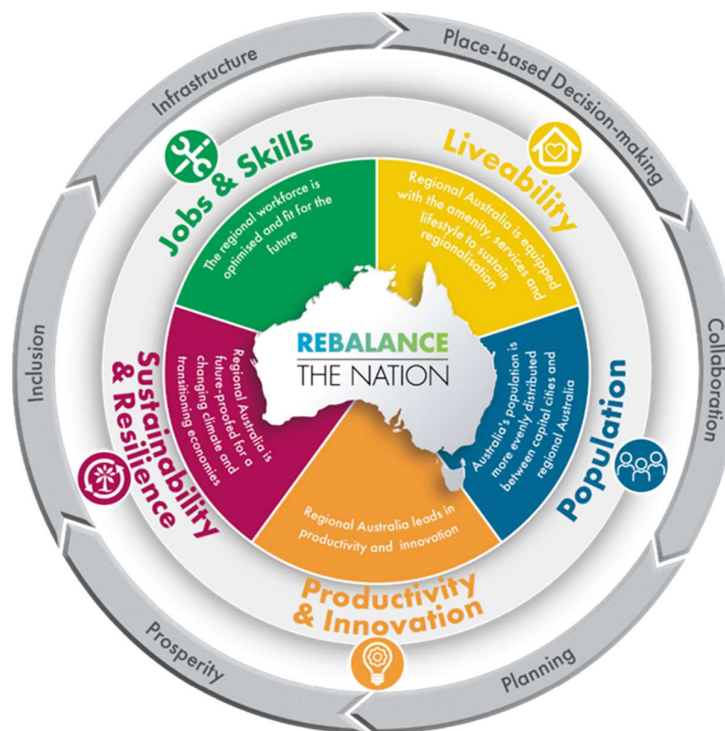 Infrastructure
Place-based Decision-making
Collaboration
Planning
Prosperity
Inclusion
Jobs & Skills
The regional workforce is
optimised and fit for the
future
Liveability
Regional Australia is equipped
with the amenity, services and
lifestyle to sustain
regionalisation
Population
Australia's population is
more evenly distributed
between capital cities and
regional Australia
Productivity
& Innovation
Regional Australia leads in
productivity and innovation
Sustainability
& Resilience
Regional Australia is
future-proofed for a
changing climate and
transitioning economies
REBALANCE
THE NATION